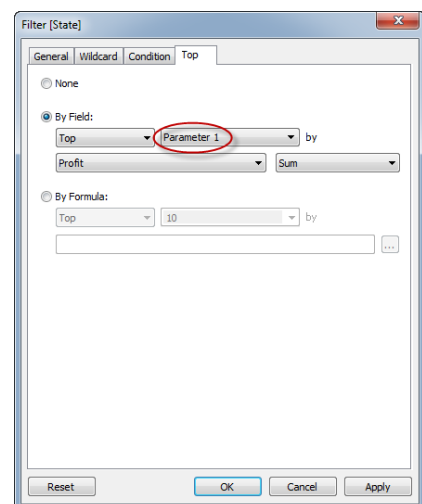 Filter [State]
General Wildcard Condition Top
None
By Field:
Top Parameter 1 by
Profit Sum
By Formula:
Top 10 by
...
Reset OK Cancel Apply